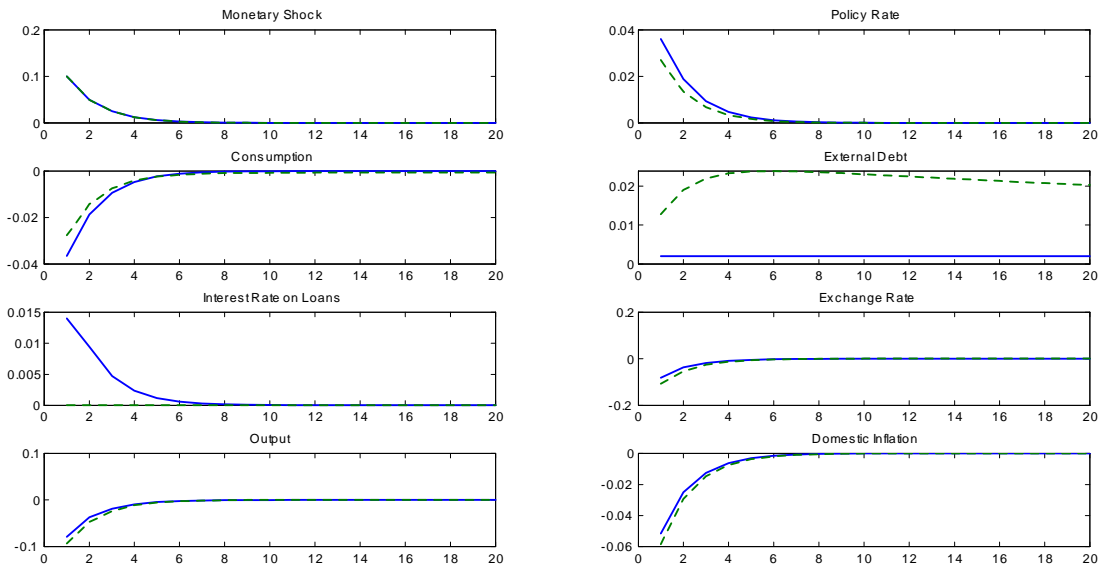 Monetary Shock
0.2
0.1
0
0 2 4 6 8 10 12 14 16 18 20
Policy Rate
0.04
0.02
0
0 2 4 6 8 10 12 14 16 18 20
Consumption
0
-0.02
-0.04
0 2 4 6 8 10 12 14 16 18 20
External Debt
0.02
0.01
0
0 2 4 6 8 10 12 14 16 18 20
Interest Rate on Loans
0.015
0.01
0.005
0
0 2 4 6 8 10 12 14 16 18 20
Exchange Rate
0.2
0
-0.2
0 2 4 6 8 10 12 14 16 18 20
Output
0.1
0
-0.1
0 2 4 6 8 10 12 14 16 18 20
Domestic Inflation
0
-0.02
-0.04
-0.06
0 2 4 6 8 10 12 14 16 18 20